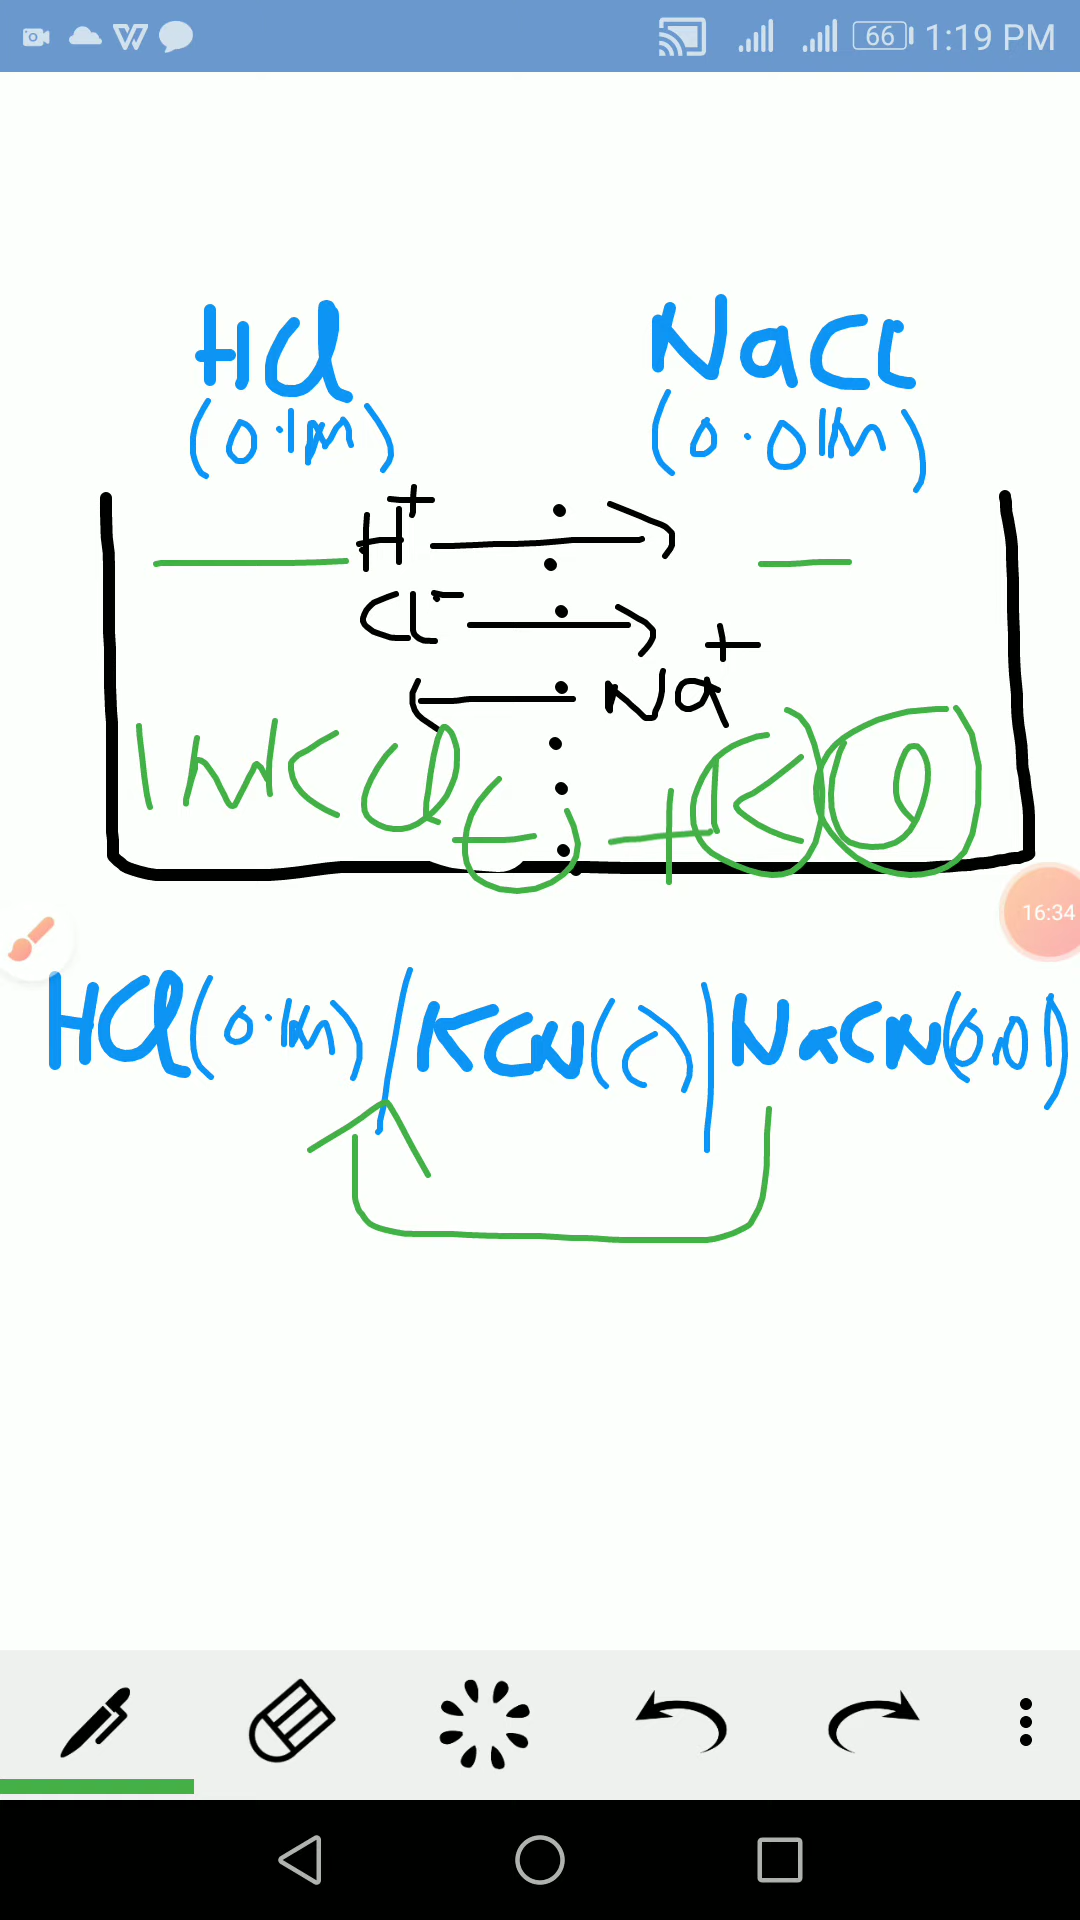 66 1:19 PM
HCl NaCl
(0.1M) (0.01M)
H+
Cl-
Na+
1M KCl
- +
16:34
HCl(0.1M)/KCN(C)|NaCN(0.01)